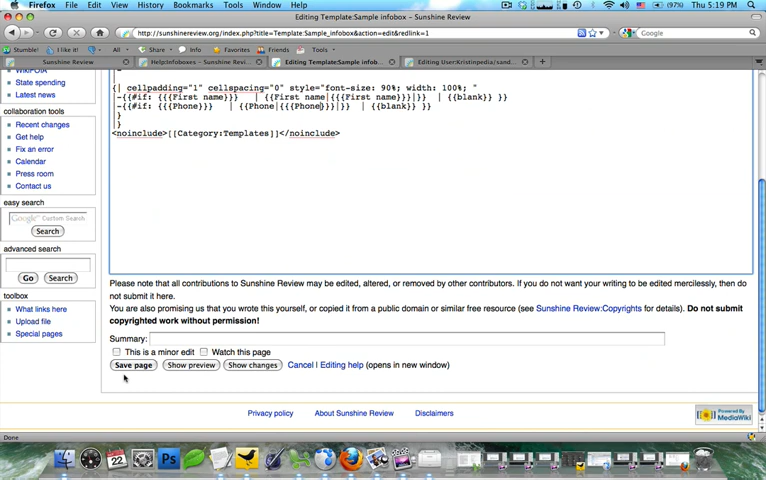 Firefox File Edit View History Bookmarks Tools Window Help (97%) Fri 7:21 PM
Editing Template:Sample infobox - Sunshine Review
http://sunshinereview.org/index.php?title=Template:Sample_infobox&action=edit&redlink=1 Google
Stumble! I like it! All Share Info Favorites Friends Tools
Sunshine Review Help:Infoboxes - Sunshine Revi... Editing Template:Sample inf... Editing User:Kristinpedia/sand...
WikiFOIA
State spending
Latest news
collaboration tools
Recent changes
Get help
Fix an error
Calendar
Press room
Contact us
easy search
Google™ Custom Search
Search
advanced search
Go Search
toolbox
What links here
Upload file
Special pages
{| cellpadding="1" cellspacing="0" style="font-size: 90%; width: 100%; "
|-{{#if: {{{First name}}} | {{First name|{{{First name}}}|}} | {{blank}} }}
|-{{#if: {{{Phone}}} | {{Phone|{{{Phone}}}|}} | {{blank}} }}
|}
|}
<noinclude>[[Category:Templates]]</noinclude>
Please note that all contributions to Sunshine Review may be edited, altered, or removed by other contributors. If you do not want your writing to be edited mercilessly, then do
not submit it here.
You are also promising us that you wrote this yourself, or copied it from a public domain or similar free resource (see Sunshine Review:Copyrights for details). Do not submit
copyrighted work without permission!
Summary:
This is a minor edit Watch this page
Save page Show preview Show changes Cancel | Editing help (opens in new window)
Privacy policy About Sunshine Review Disclaimers
Powered By MediaWiki
Done
22